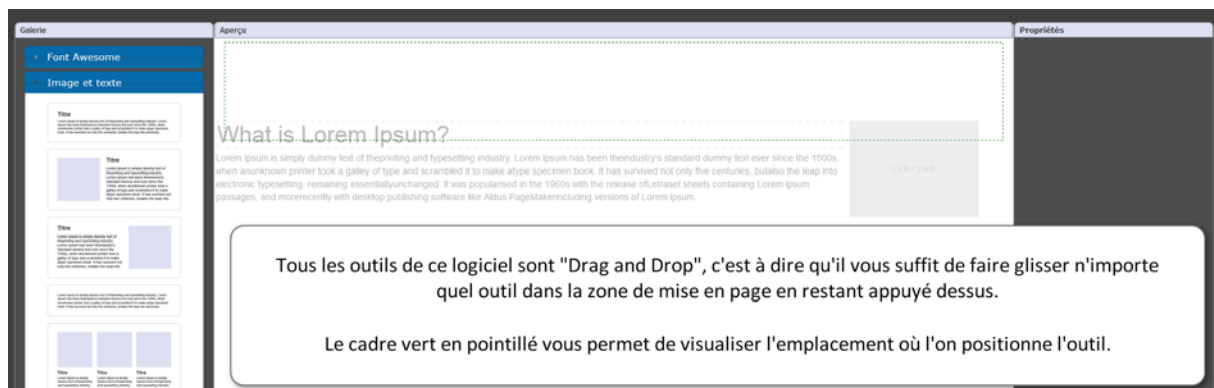 Galerie
Aperçu
Propriétés
Font Awesome
Image et texte
Titre
Titre
Titre
Titre
Titre
Titre
What is Lorem Ipsum?
Lorem Ipsum is simply dummy text of theprinting and typesetting industry. Lorem Ipsum has been theindustry's standard dummy text ever since the 1500s,
when anunknown printer took a galley of type and scrambled it to make atype specimen book. It has survived not only five centuries, butalso the leap into
electronic typesetting, remaining essentiallyunchanged. It was popularised in the 1960s with the release ofLetraset sheets containing Lorem Ipsum
passages, and morerecently with desktop publishing software like Aldus PageMakerincluding versions of Lorem Ipsum.
Tous les outils de ce logiciel sont "Drag and Drop", c'est à dire qu'il vous suffit de faire glisser n'importe
quel outil dans la zone de mise en page en restant appuyé dessus.
Le cadre vert en pointillé vous permet de visualiser l'emplacement où l'on positionne l'outil.